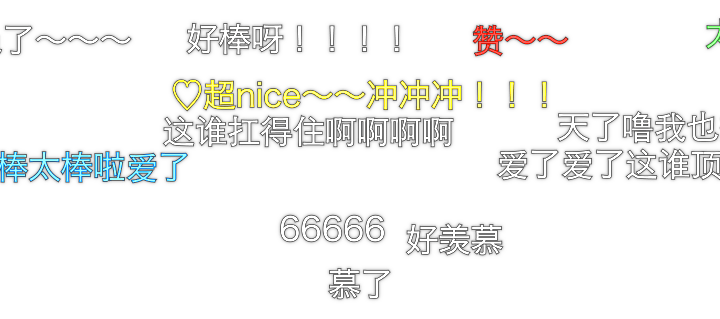 了～～～ 好棒呀！！！！ 赞～～
♡超nice～～冲冲冲！！！
这谁扛得住啊啊啊啊 天了噜我也
棒太棒啦爱了 爱了爱了这谁顶
66666 好羡慕
慕了